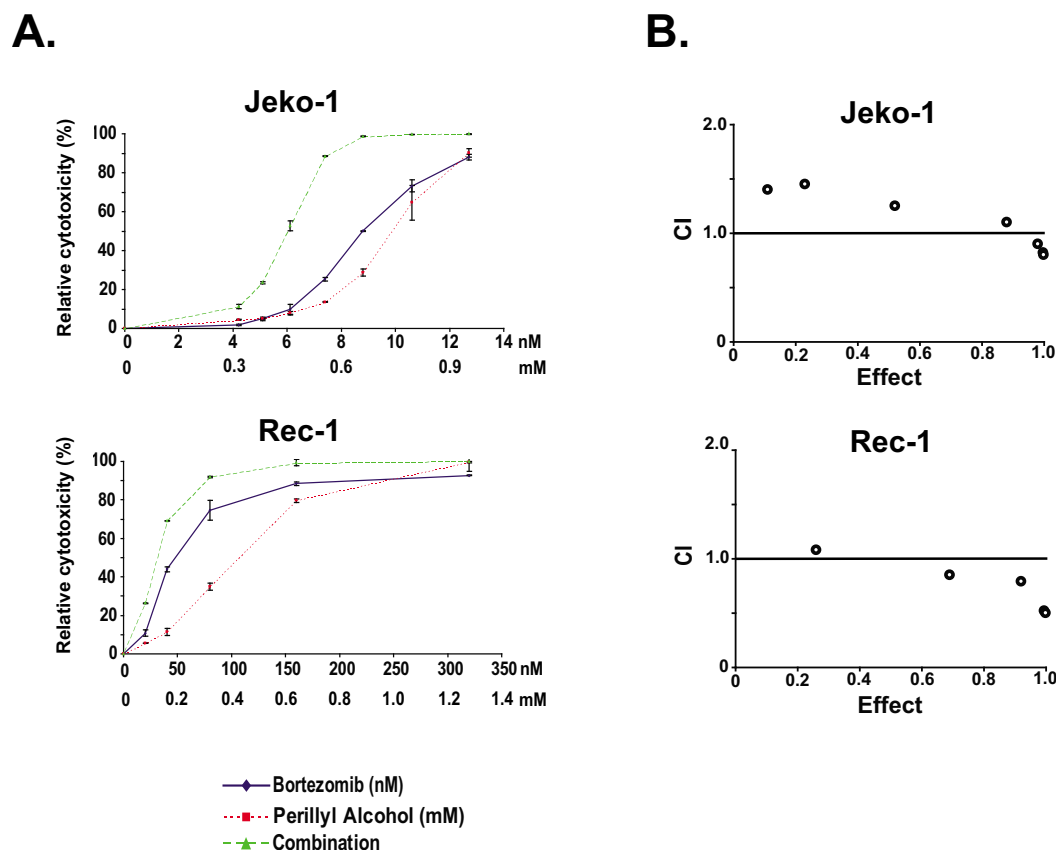 A.
Jeko-1
Relative cytotoxicity (%)
100
80
60
40
20
0
0 2 4 6 8 10 12 14 nM
0 0.3 0.6 0.9 mM
Rec-1
Relative cytotoxicity (%)
100
80
60
40
20
0
0 50 100 150 200 250 300 350 nM
0 0.2 0.4 0.6 0.8 1.0 1.2 1.4 mM
Bortezomib (nM)
Perillyl Alcohol (mM)
Combination
B.
Jeko-1
CI
2.0
1.0
0
0 0.2 0.4 0.6 0.8 1.0
Effect
Rec-1
CI
2.0
1.0
0
0 0.2 0.4 0.6 0.8 1.0
Effect